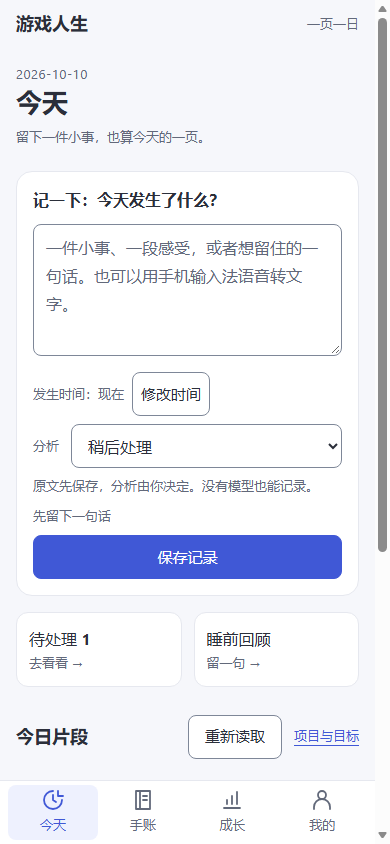 游戏人生
一页一日
2026-10-10
今天
留下一件小事，也算今天的一页。
记一下：今天发生了什么？
一件小事、一段感受，或者想留住的一
句话。也可以用手机输入法语音转文
字。
发生时间：现在 修改时间
分析 稍后处理
原文先保存，分析由你决定。没有模型也能记录。
先留下一句话
保存记录
待处理 1
去看看 →
睡前回顾
留一句 →
今日片段 重新读取 项目与目标
今天 手账 成长 我的